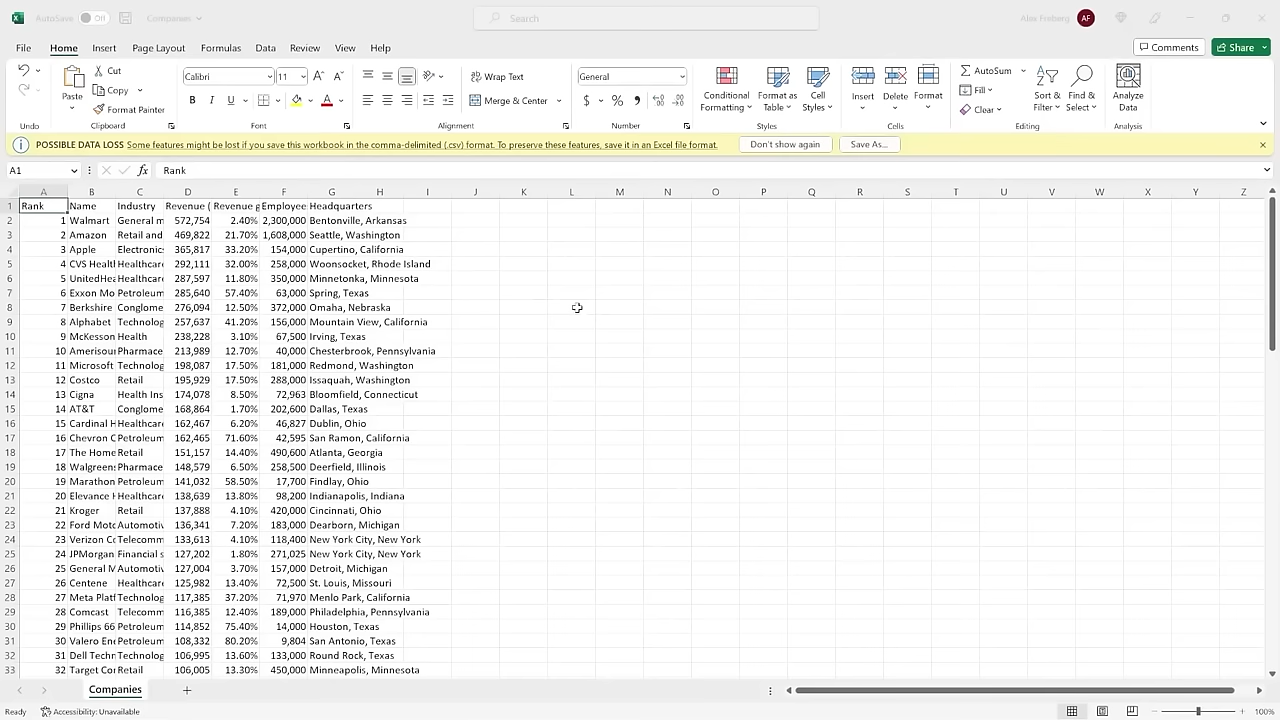 AutoSave Off Companies Search Alex Freiberg AF
File Home Insert Page Layout Formulas Data Review View Help Comments Share
Paste Cut Copy Format Painter
Calibri 11
Wrap Text Merge & Center
General
Conditional Formatting Format as Table Cell Styles
Insert Delete Format
AutoSum Fill Clear
Sort & Filter Find & Select
Analyze Data
Undo Clipboard Font Alignment Number Styles Cells Editing Analysis
POSSIBLE DATA LOSS Some features might be lost if you save this workbook in the comma-delimited (.csv) format. To preserve these features, save it in an Excel file format. Don't show again Save As...
A1 fx Rank
A B C D E F G H I J K L M N O P Q R S T U V W X Y Z
1 Rank Name Industry Revenue ( Revenue g Employee Headquarters
2 1 Walmart General m 572,754 2.40% 2,300,000 Bentonville, Arkansas
3 2 Amazon Retail and 469,822 21.70% 1,608,000 Seattle, Washington
4 3 Apple Electronic 365,817 33.20% 154,000 Cupertino, California
5 4 CVS Healt Healthcare 292,111 32.00% 258,000 Woonsocket, Rhode Island
6 5 UnitedHea Healthcare 287,597 11.80% 350,000 Minnetonka, Minnesota
7 6 Exxon Mo Petroleum 285,640 57.40% 63,000 Spring, Texas
8 7 Berkshire Conglome 276,094 12.50% 372,000 Omaha, Nebraska
9 8 Alphabet Technolog 257,637 41.20% 156,000 Mountain View, California
10 9 McKesson Health 238,228 3.10% 67,500 Irving, Texas
11 10 Amerisour Pharmace 213,989 12.70% 40,000 Chesterbrook, Pennsylvania
12 11 Microsoft Technolog 198,087 17.50% 181,000 Redmond, Washington
13 12 Costco Retail 195,929 17.50% 288,000 Issaquah, Washington
14 13 Cigna Health Ins 174,078 8.50% 72,963 Bloomfield, Connecticut
15 14 AT&T Conglome 168,864 1.70% 202,600 Dallas, Texas
16 15 Cardinal H Healthcare 162,467 6.20% 46,827 Dublin, Ohio
17 16 Chevron C Petroleum 162,465 71.60% 42,595 San Ramon, California
18 17 The Home Retail 151,157 14.40% 490,600 Atlanta, Georgia
19 18 Walgreens Pharmace 148,579 6.50% 258,500 Deerfield, Illinois
20 19 Marathon Petroleum 141,032 58.50% 17,700 Findlay, Ohio
21 20 Elevance H Healthcare 138,639 13.80% 98,200 Indianapolis, Indiana
22 21 Kroger Retail 137,888 4.10% 420,000 Cincinnati, Ohio
23 22 Ford Moto Automotiv 136,341 7.20% 183,000 Dearborn, Michigan
24 23 Verizon Co Telecomm 133,613 4.10% 118,400 New York City, New York
25 24 JPMorgan Financial s 127,202 1.80% 271,025 New York City, New York
26 25 General M Automotiv 127,004 3.70% 157,000 Detroit, Michigan
27 26 Centene Healthcare 125,982 13.40% 72,500 St. Louis, Missouri
28 27 Meta Platf Technolog 117,385 37.20% 71,970 Menlo Park, California
29 28 Comcast Telecomm 116,385 12.40% 189,000 Philadelphia, Pennsylvania
30 29 Phillips 66 Petroleum 114,852 75.40% 14,000 Houston, Texas
31 30 Valero Ene Petroleum 108,332 80.20% 9,804 San Antonio, Texas
32 31 Dell Techn Technolog 106,995 13.60% 133,000 Round Rock, Texas
33 32 Target Cor Retail 106,005 13.30% 450,000 Minneapolis, Minnesota
Companies
Ready Accessibility: Unavailable 100%